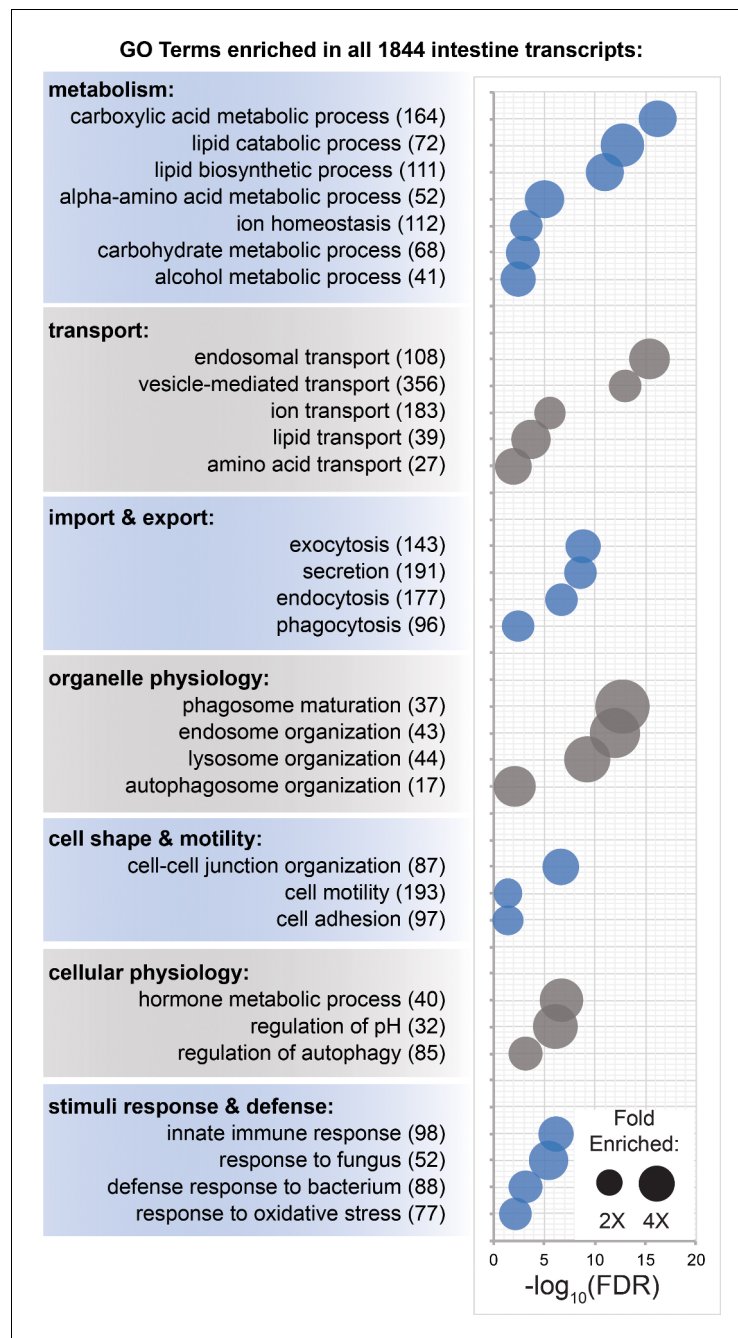 GO Terms enriched in all 1844 intestine transcripts:
metabolism:
carboxylic acid metabolic process (164)
lipid catabolic process (72)
lipid biosynthetic process (111)
alpha-amino acid metabolic process (52)
ion homeostasis (112)
carbohydrate metabolic process (68)
alcohol metabolic process (41)
transport:
endosomal transport (108)
vesicle-mediated transport (356)
ion transport (183)
lipid transport (39)
amino acid transport (27)
import & export:
exocytosis (143)
secretion (191)
endocytosis (177)
phagocytosis (96)
organelle physiology:
phagosome maturation (37)
endosome organization (43)
lysosome organization (44)
autophagosome organization (17)
cell shape & motility:
cell-cell junction organization (87)
cell motility (193)
cell adhesion (97)
cellular physiology:
hormone metabolic process (40)
regulation of pH (32)
regulation of autophagy (85)
stimuli response & defense:
innate immune response (98)
response to fungus (52)
defense response to bacterium (88)
response to oxidative stress (77)
Fold
Enriched:
2X 4X
0 5 10 15 20
-log10(FDR)